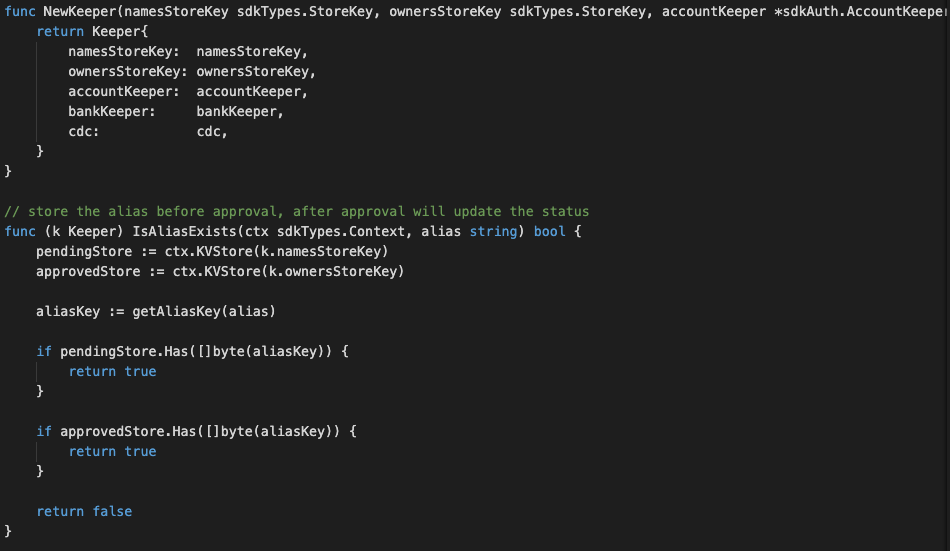 func NewKeeper(namesStoreKey sdkTypes.StoreKey, ownersStoreKey sdkTypes.StoreKey, accountKeeper *sdkAuth.AccountKeeper
    return Keeper{
        namesStoreKey:  namesStoreKey,
        ownersStoreKey: ownersStoreKey,
        accountKeeper:  accountKeeper,
        bankKeeper:     bankKeeper,
        cdc:            cdc,
    }
}

// store the alias before approval, after approval will update the status
func (k Keeper) IsAliasExists(ctx sdkTypes.Context, alias string) bool {
    pendingStore := ctx.KVStore(k.namesStoreKey)
    approvedStore := ctx.KVStore(k.ownersStoreKey)

    aliasKey := getAliasKey(alias)

    if pendingStore.Has([]byte(aliasKey)) {
        return true
    }

    if approvedStore.Has([]byte(aliasKey)) {
        return true
    }

    return false
}